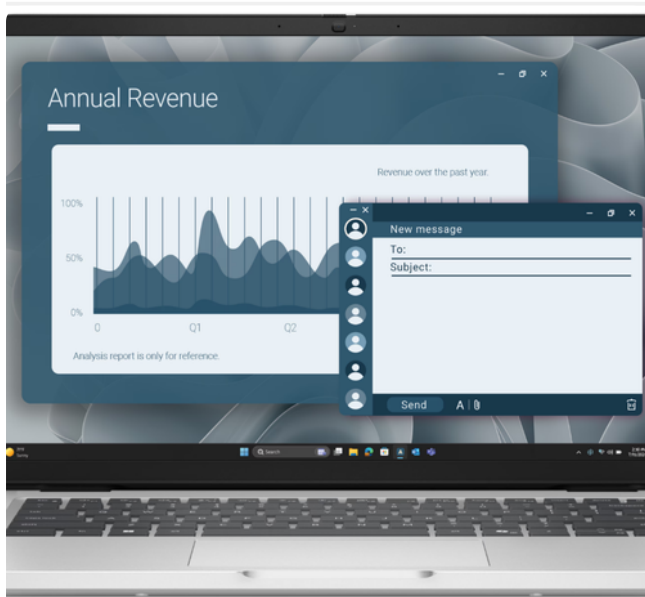 Annual Revenue
Revenue over the past year.
100%
50%
0%
0 Q1 Q2
Analysis report is only for reference.
New message
To:
Subject:
Send A
Search